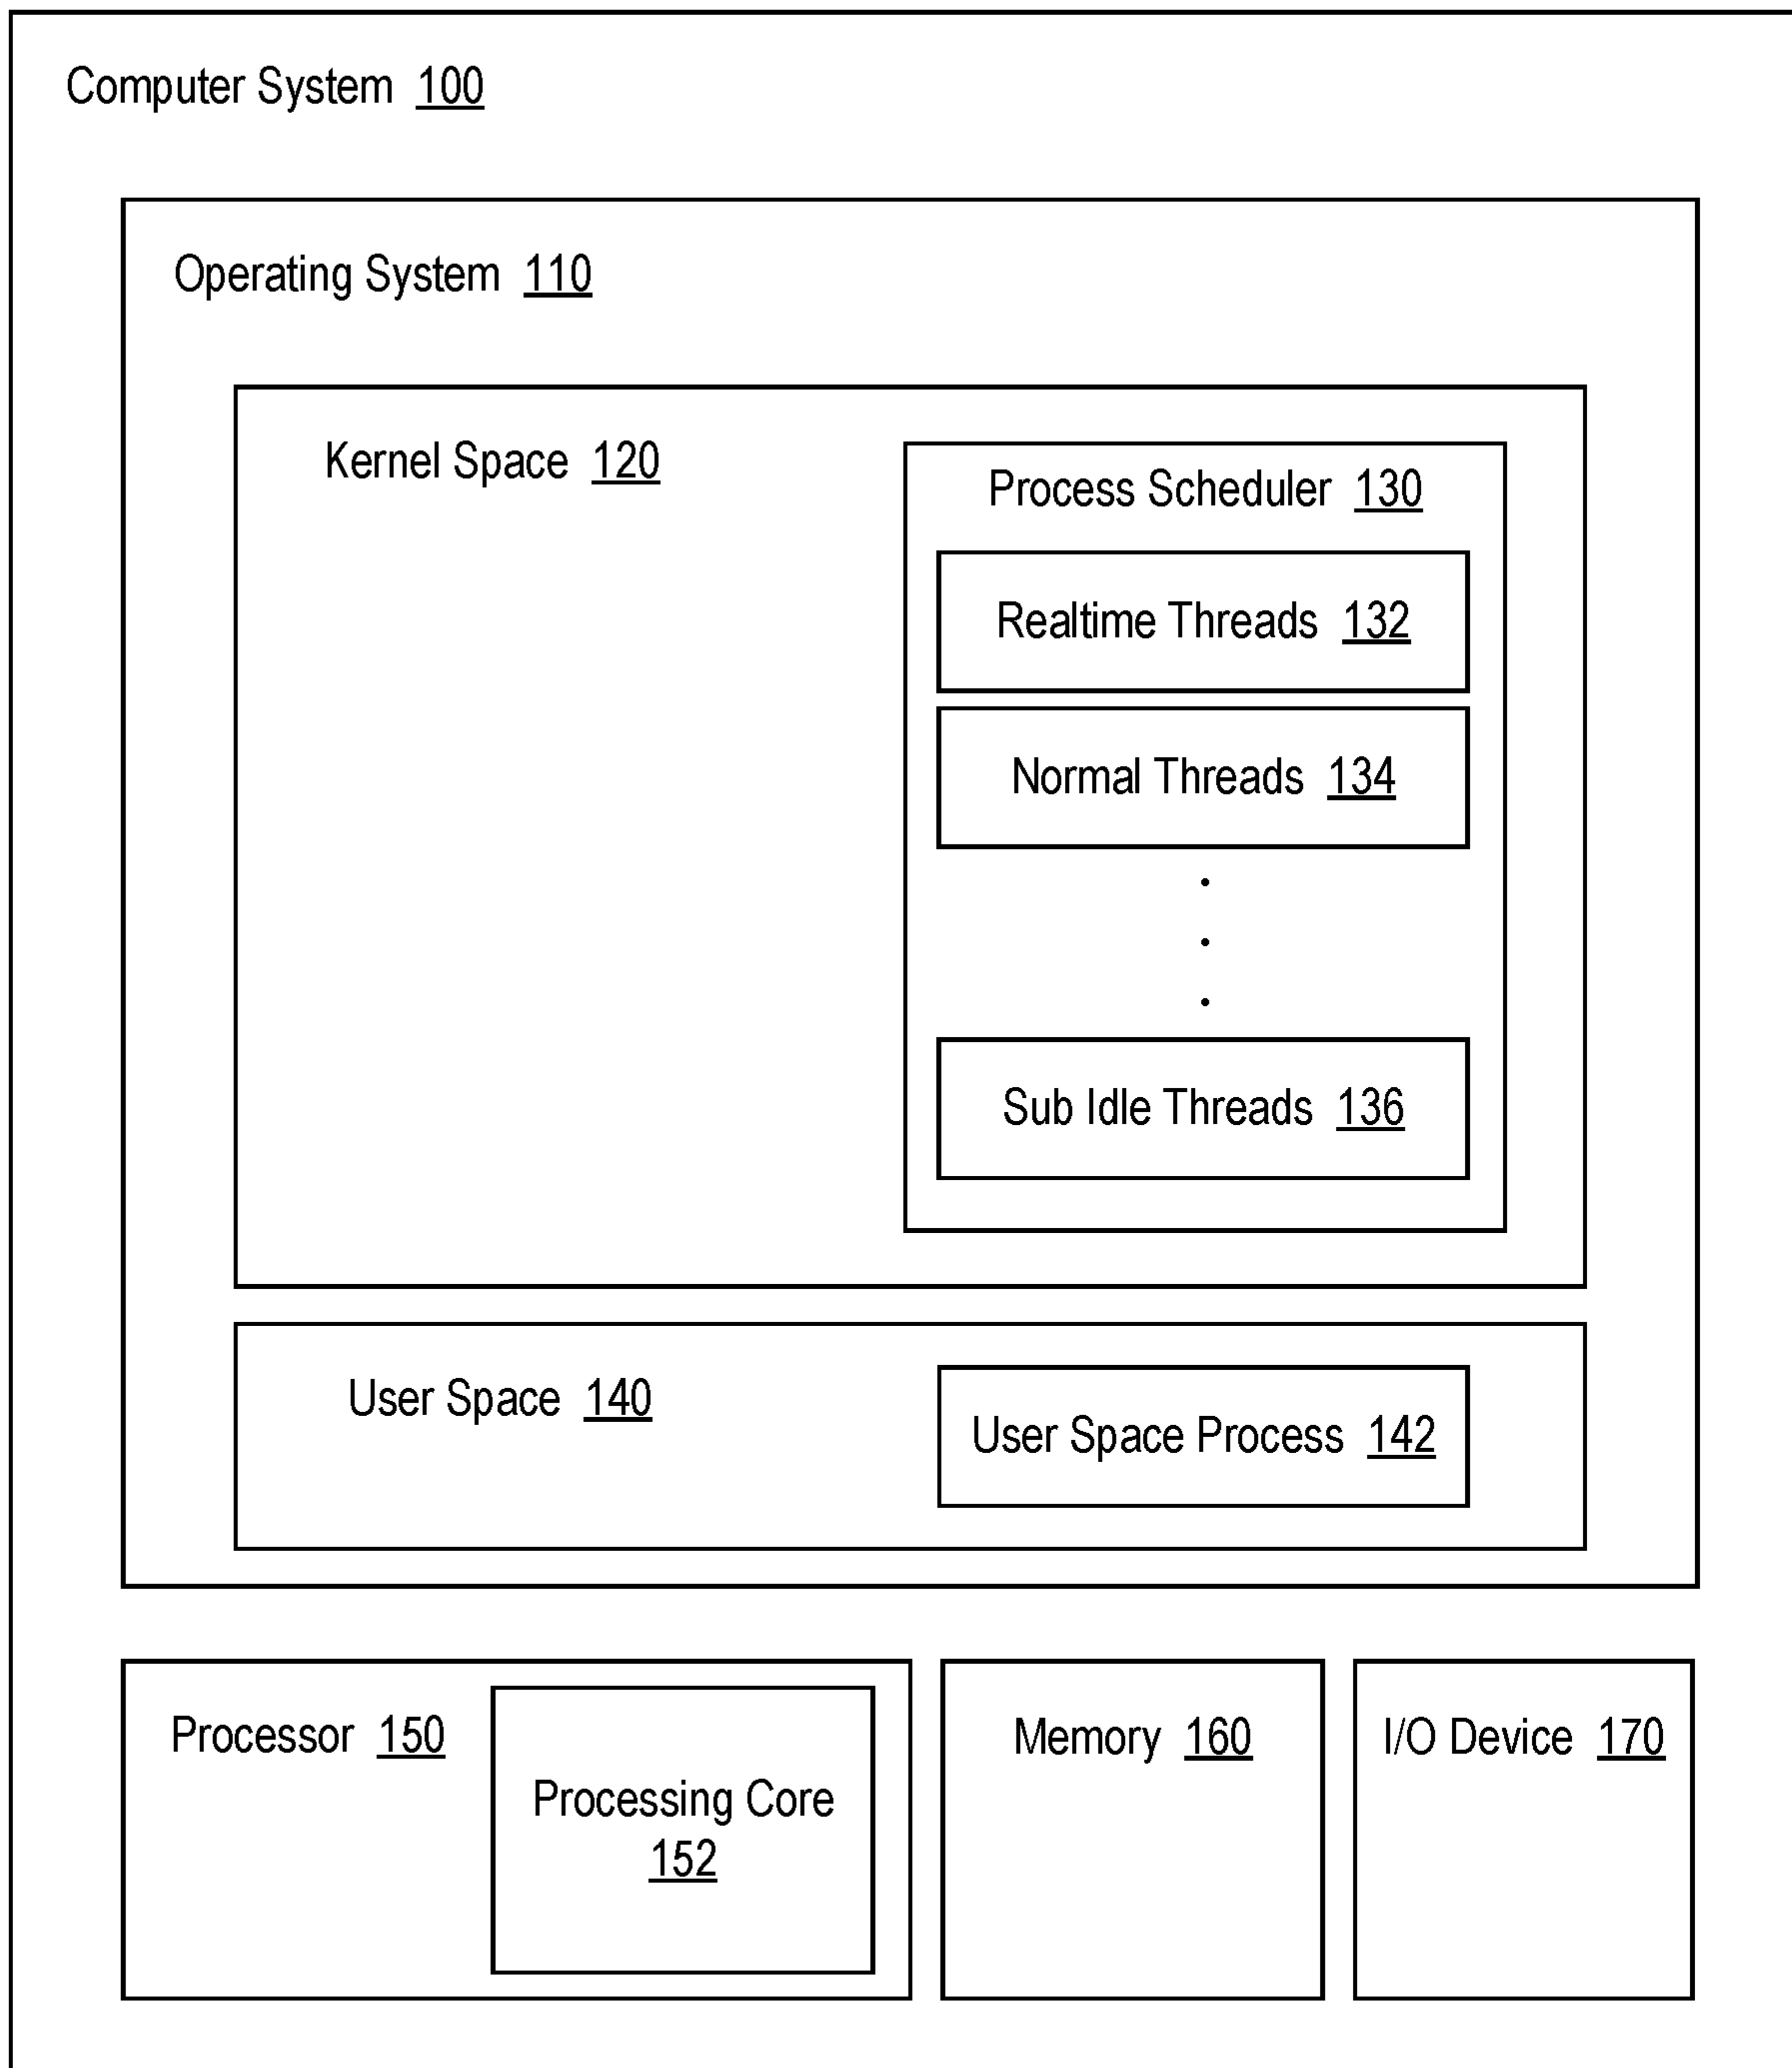 Computer System 100
Operating System 110
Kernel Space 120
Process Scheduler 130
Realtime Threads 132
Normal Threads 134
Sub Idle Threads 136
User Space 140
User Space Process 142
Processor 150
Processing Core
152
Memory 160
I/O Device 170